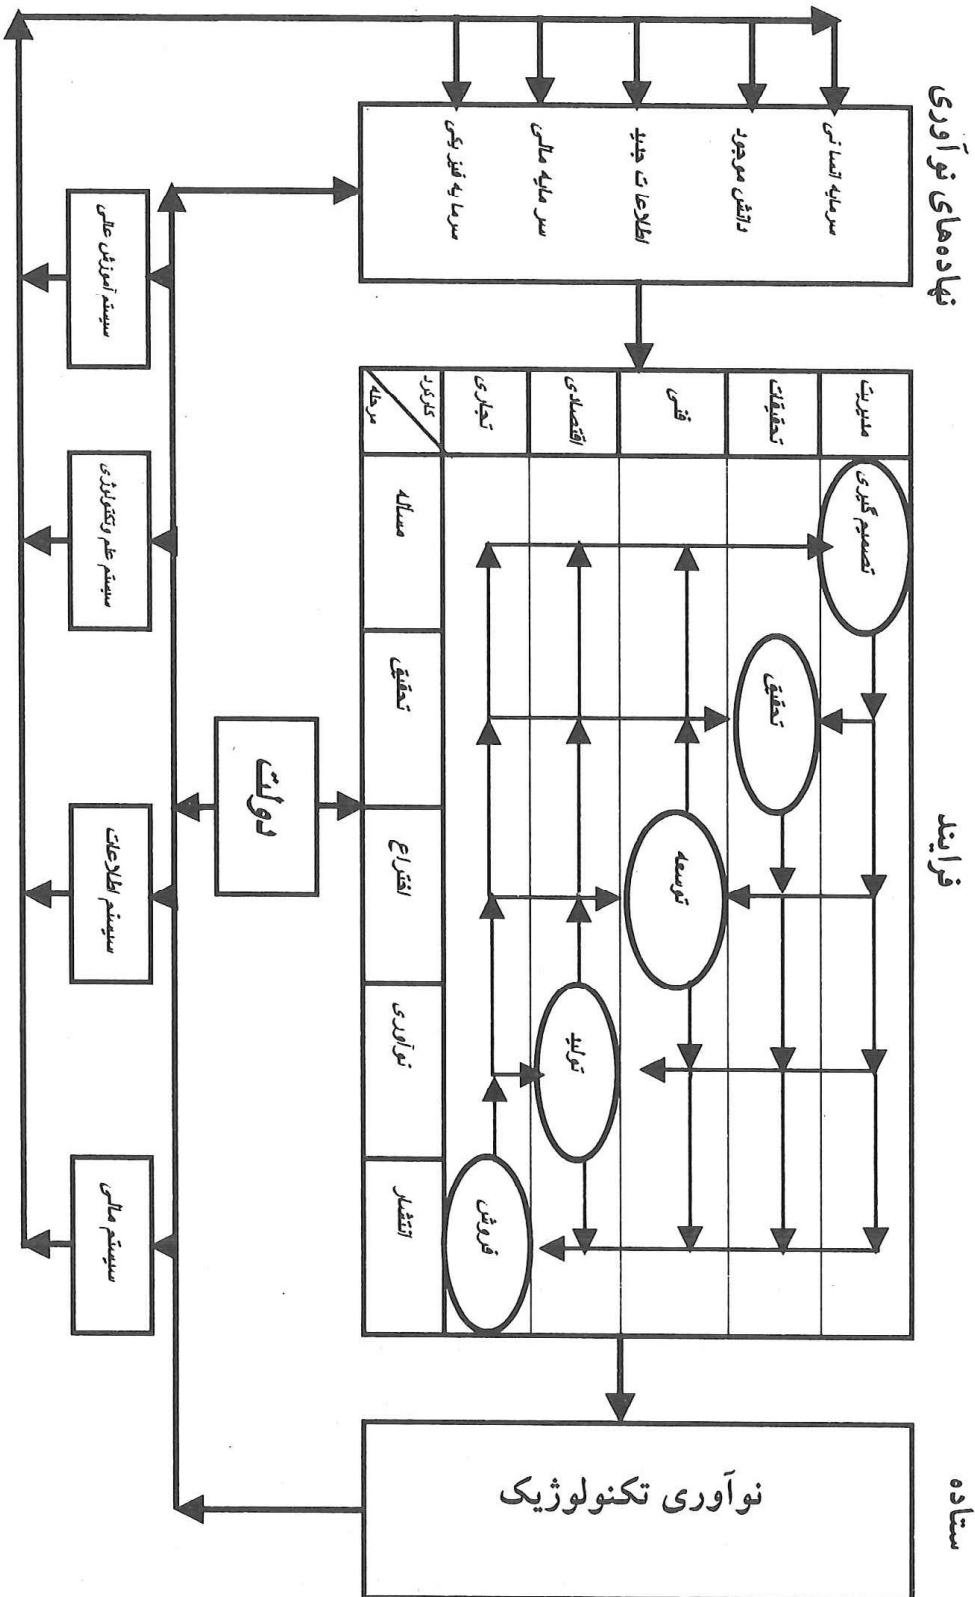 نهاده‌های نوآوری
فرایند
ستاده
سرمایه انسانی
دانش موجود
اطلاعات جدید
سرمایه مالی
سرمایه فیزیکی
مدیریت
تحقیقات
فنی
اقتصادی
تجاری
کارکرد
مرحله
مساله
تحقیق
اختراع
نوآوری
انتشار
تصمیم گیری
تحقیق
توسعه
تولید
فروش
نوآوری تکنولوژیک
دولت
سیستم آموزش عالی
سیستم علم وتکنولوژی
سیستم اطلاعات
سیستم مالی